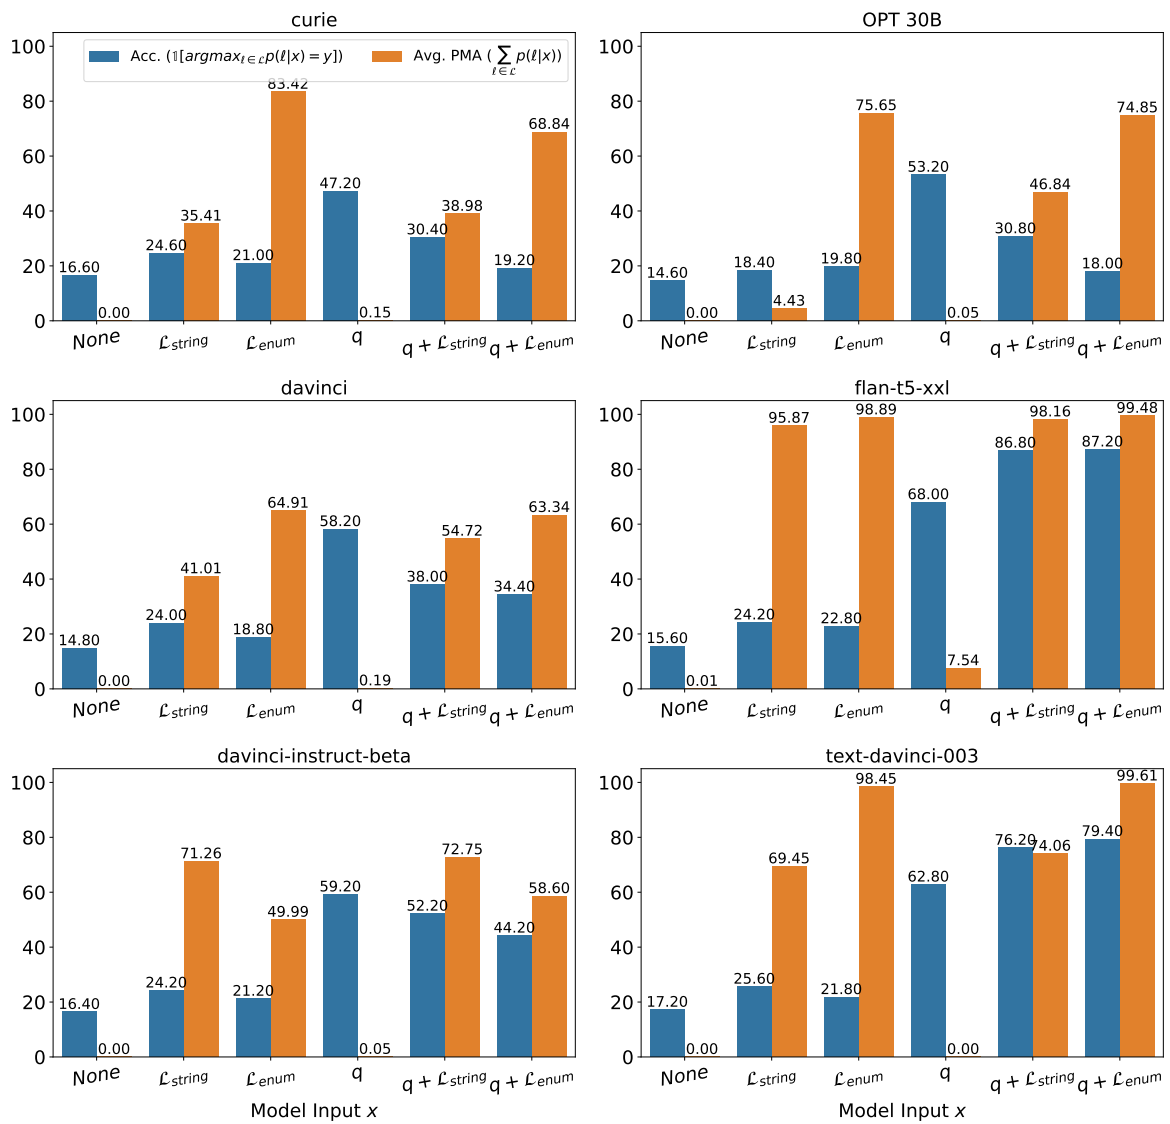 curie
Acc. (𝟙[argmax_{ℓ∈ℒ}p(ℓ|x) = y])
Avg. PMA (∑_{ℓ∈ℒ} p(ℓ|x))
100
80
60
40
20
0
16.60
0.00
24.60
35.41
21.00
83.42
47.20
0.15
30.40
38.98
19.20
68.84
None
ℒ_string
ℒ_enum
q
q + ℒ_string
q + ℒ_enum
OPT 30B
100
80
60
40
20
0
14.60
0.00
18.40
4.43
19.80
75.65
53.20
0.05
30.80
46.84
18.00
74.85
None
ℒ_string
ℒ_enum
q
q + ℒ_string
q + ℒ_enum
davinci
100
80
60
40
20
0
14.80
0.00
24.00
41.01
18.80
64.91
58.20
0.19
38.00
54.72
34.40
63.34
None
ℒ_string
ℒ_enum
q
q + ℒ_string
q + ℒ_enum
flan-t5-xxl
100
80
60
40
20
0
15.60
0.01
24.20
95.87
22.80
98.89
68.00
7.54
86.80
98.16
87.20
99.48
None
ℒ_string
ℒ_enum
q
q + ℒ_string
q + ℒ_enum
davinci-instruct-beta
100
80
60
40
20
0
16.40
0.00
24.20
71.26
21.20
49.99
59.20
0.05
52.20
72.75
44.20
58.60
None
ℒ_string
ℒ_enum
q
q + ℒ_string
q + ℒ_enum
Model Input x
text-davinci-003
100
80
60
40
20
0
17.20
0.00
25.60
69.45
21.80
98.45
62.80
0.00
76.20
74.06
79.40
99.61
None
ℒ_string
ℒ_enum
q
q + ℒ_string
q + ℒ_enum
Model Input x